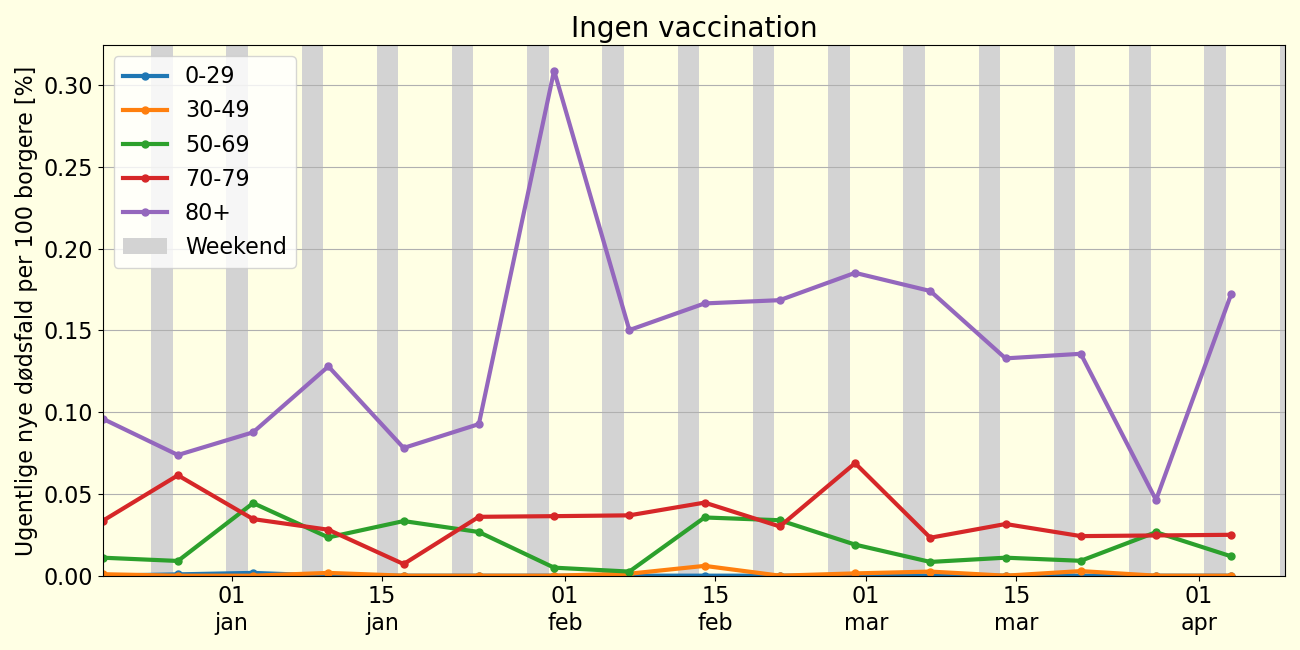 Ingen vaccination
Ugentlige nye dødsfald per 100 borgere [%]
0.30
0.25
0.20
0.15
0.10
0.05
0.00
0-29
30-49
50-69
70-79
80+
Weekend
01 15 01 15 01 15 01
jan jan feb feb mar mar apr